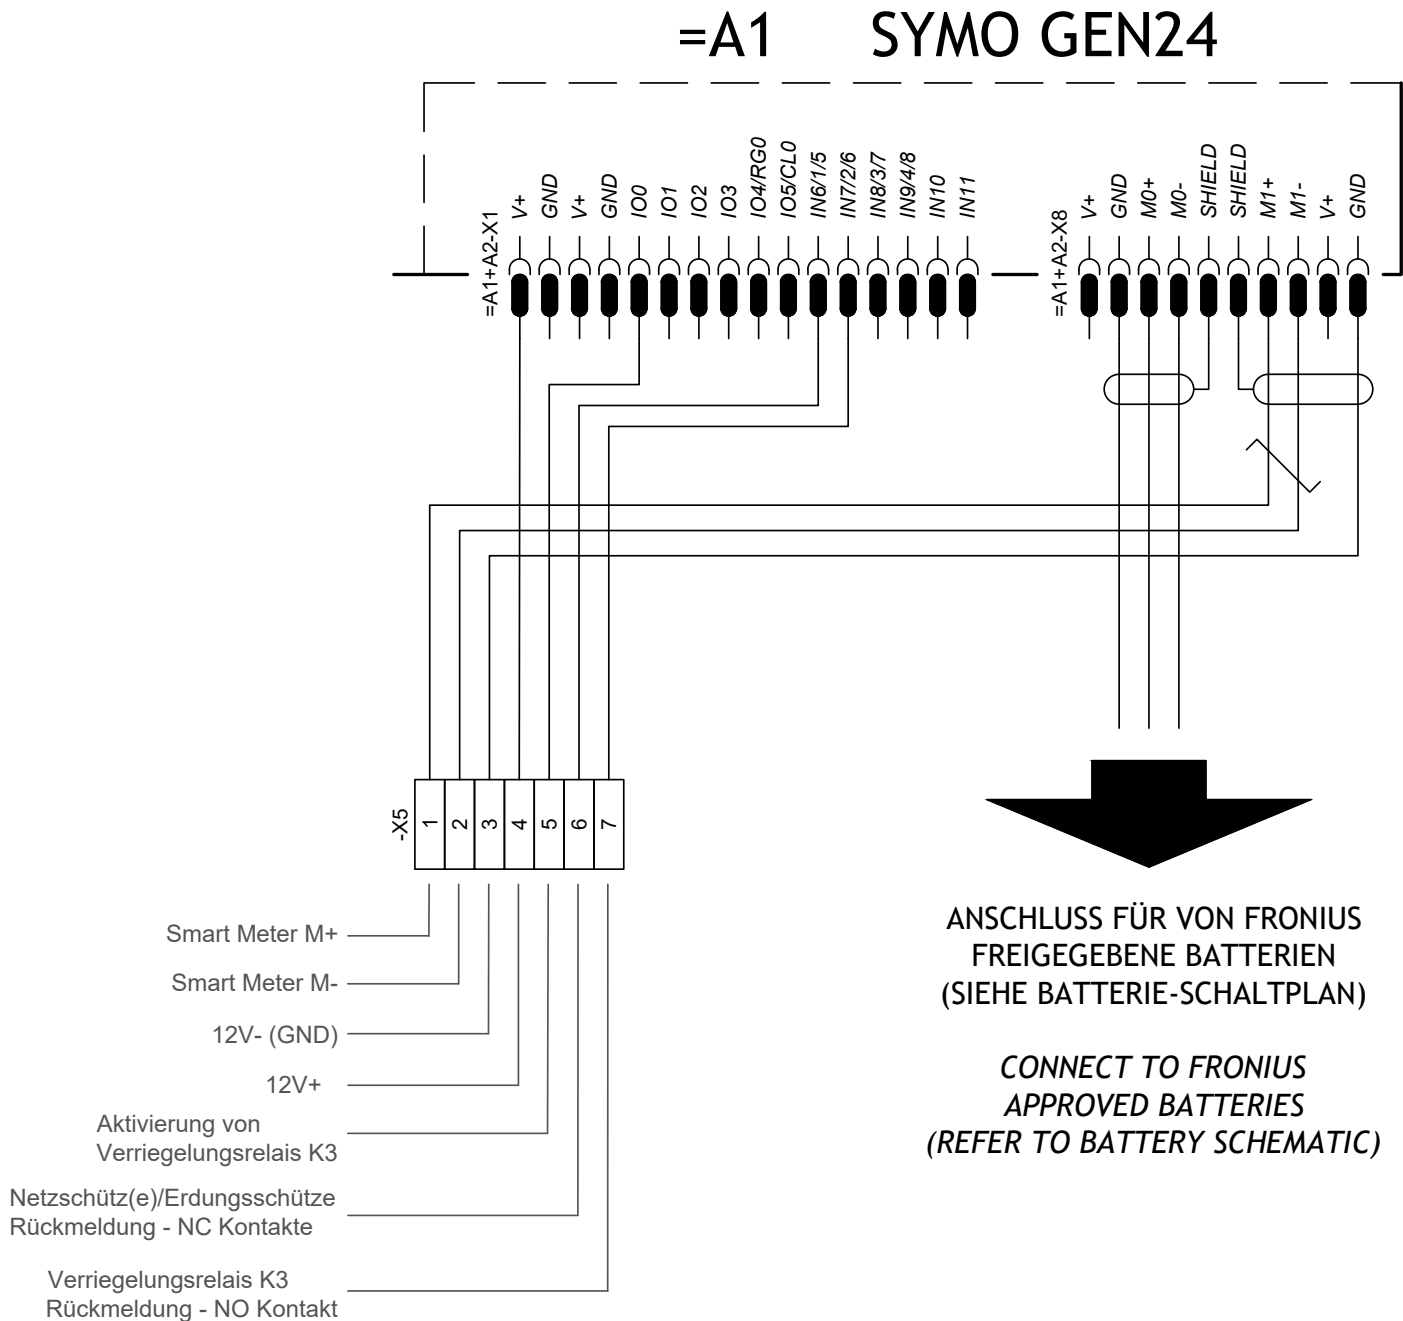 =A1 SYMO GEN24
=A1+A2-X1
V+
GND
V+
GND
IO0
IO1
IO2
IO3
IO4/RG0
IO5/CL0
IN6/1/5
IN7/2/6
IN8/3/7
IN9/4/8
IN10
IN11
=A1+A2-X8
V+
GND
M0+
M0-
SHIELD
SHIELD
M1+
M1-
V+
GND
-X5
1
2
3
4
5
6
7
Smart Meter M+
Smart Meter M-
12V- (GND)
12V+
Aktivierung von
Verriegelungsrelais K3
Netzschütz(e)/Erdungsschütze
Rückmeldung - NC Kontakte
Verriegelungsrelais K3
Rückmeldung - NO Kontakt
ANSCHLUSS FÜR VON FRONIUS
FREIGEGEBENE BATTERIEN
(SIEHE BATTERIE-SCHALTPLAN)
CONNECT TO FRONIUS
APPROVED BATTERIES
(REFER TO BATTERY SCHEMATIC)